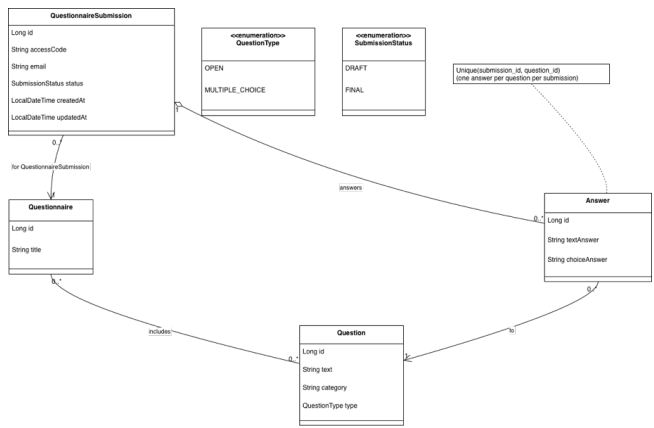 QuestionnaireSubmission
Long id
String accessCode
String email
SubmissionStatus status
LocalDateTime createdAt
LocalDateTime updatedAt
<<enumeration>>
QuestionType
OPEN
MULTIPLE_CHOICE
<<enumeration>>
SubmissionStatus
DRAFT
FINAL
Unique(submission_id, question_id)
(one answer per question per submission)
1
0..*
for QuestionnaireSubmission
1
answers
0..*
Questionnaire
Long id
String title
Answer
Long id
String textAnswer
String choiceAnswer
0..*
0..*
includes
to
0..*
1
Question
Long id
String text
String category
QuestionType type